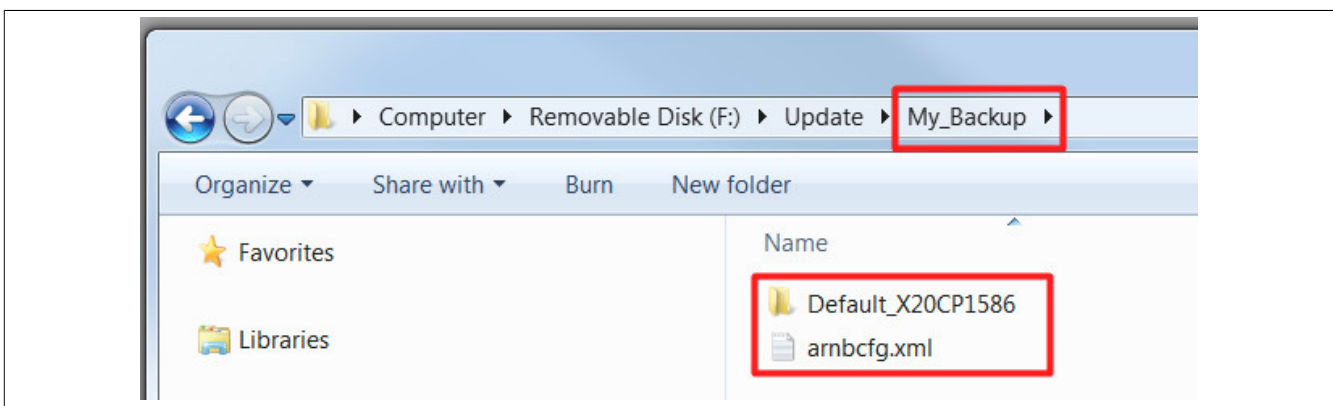 Computer Removable Disk (F:) Update My_Backup
Organize Share with Burn New folder
Favorites
Libraries
Name
Default_X20CP1586
arnbcfg.xml